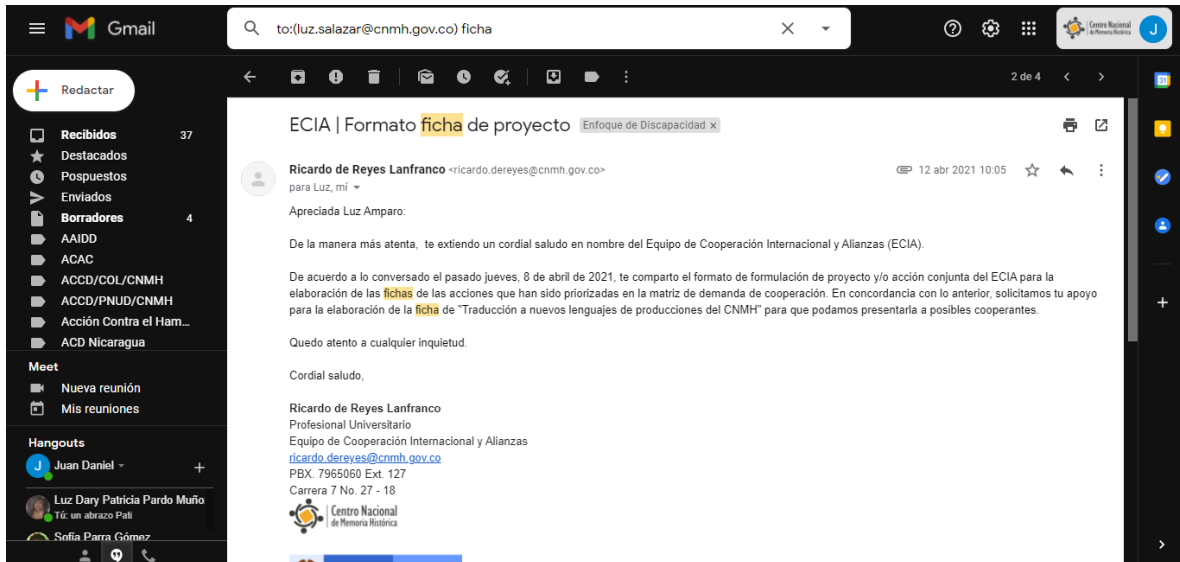 Gmail
to:(luz.salazar@cnmh.gov.co) ficha
Centro Nacional
de Memoria Histórica
J
Redactar
2 de 4
31
Recibidos 37
Destacados
Pospuestos
Enviados
Borradores 4
AAIDD
ACAC
ACCD/COL/CNMH
ACCD/PNUD/CNMH
Acción Contra el Ham...
ACD Nicaragua
Meet
Nueva reunión
Mis reuniones
Hangouts
J Juan Daniel
Luz Dary Patricia Pardo Muño
Tú: un abrazo Pati
Sofía Parra Gómez
ECIA | Formato ficha de proyecto Enfoque de Discapacidad x
Ricardo de Reyes Lanfranco <ricardo.dereyes@cnmh.gov.co> 12 abr 2021 10:05
para Luz, mí
Apreciada Luz Amparo:
De la manera más atenta, te extiendo un cordial saludo en nombre del Equipo de Cooperación Internacional y Alianzas (ECIA).
De acuerdo a lo conversado el pasado jueves, 8 de abril de 2021, te comparto el formato de formulación de proyecto y/o acción conjunta del ECIA para la
elaboración de las fichas de las acciones que han sido priorizadas en la matriz de demanda de cooperación. En concordancia con lo anterior, solicitamos tu apoyo
para la elaboración de la ficha de "Traducción a nuevos lenguajes de producciones del CNMH" para que podamos presentarla a posibles cooperantes.
Quedo atento a cualquier inquietud.
Cordial saludo,
Ricardo de Reyes Lanfranco
Profesional Universitario
Equipo de Cooperación Internacional y Alianzas
ricardo.dereyes@cnmh.gov.co
PBX. 7965060 Ext. 127
Carrera 7 No. 27 - 18
Centro Nacional
de Memoria Histórica